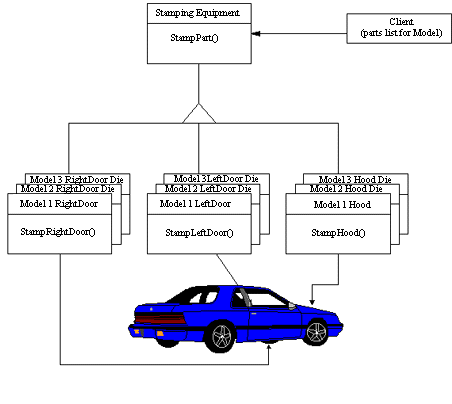 Stamping Equipment
StampPart()
Client
(parts list for Model)
Model 3 RightDoor Die
Model 2 RightDoor Die
Model 1 RightDoor
StampRightDoor()
Model 3LeftDoor Die
Model 2 LeftDoor Die
Model 1 LeftDoor
StampLeftDoor()
Model 3 Hood Die
Model 2 Hood Die
Model 1 Hood
StampHood()